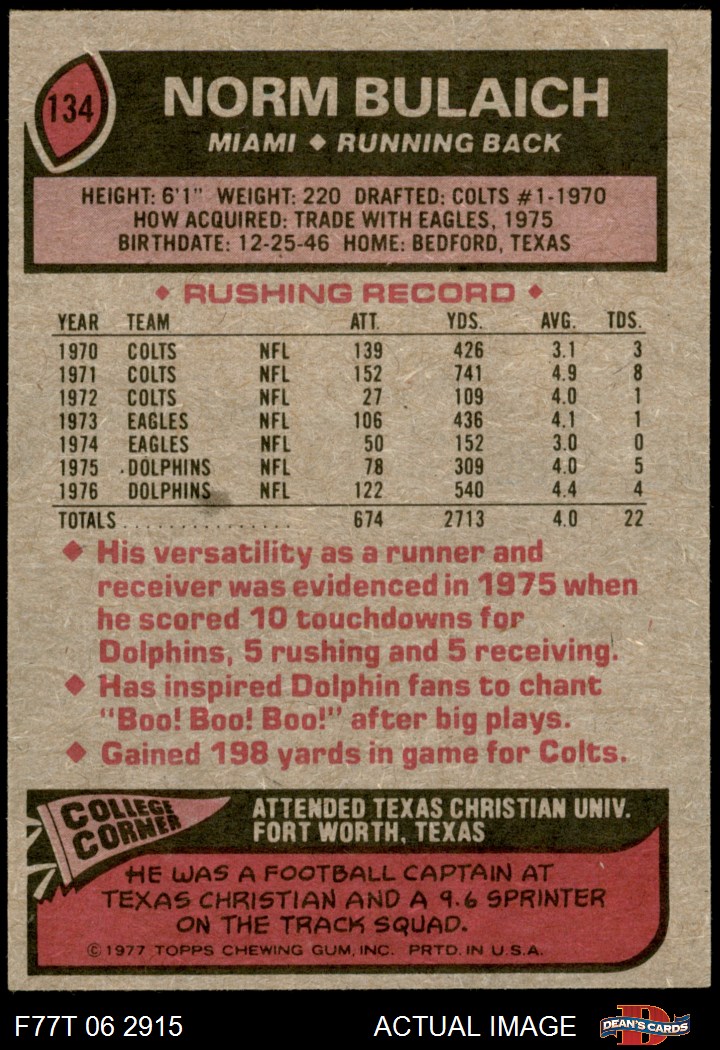 134
NORM BULAICH
MIAMI ◆ RUNNING BACK
HEIGHT: 6'1" WEIGHT: 220 DRAFTED: COLTS #1-1970
HOW ACQUIRED: TRADE WITH EAGLES, 1975
BIRTHDATE: 12-25-46 HOME: BEDFORD, TEXAS
◆ RUSHING RECORD ◆
YEAR TEAM ATT. YDS. AVG. TDS.
1970 COLTS NFL 139 426 3.1 3
1971 COLTS NFL 152 741 4.9 8
1972 COLTS NFL 27 109 4.0 1
1973 EAGLES NFL 106 436 4.1 1
1974 EAGLES NFL 50 152 3.0 0
1975 DOLPHINS NFL 78 309 4.0 5
1976 DOLPHINS NFL 122 540 4.4 4
TOTALS................ 674 2713 4.0 22
◆ His versatility as a runner and
receiver was evidenced in 1975 when
he scored 10 touchdowns for
Dolphins, 5 rushing and 5 receiving.
◆ Has inspired Dolphin fans to chant
"Boo! Boo! Boo!" after big plays.
◆ Gained 198 yards in game for Colts.
COLLEGE
CORNER
ATTENDED TEXAS CHRISTIAN UNIV.
FORT WORTH, TEXAS
HE WAS A FOOTBALL CAPTAIN AT
TEXAS CHRISTIAN AND A 9.6 SPRINTER
ON THE TRACK SQUAD.
©1977 TOPPS CHEWING GUM, INC. PRTD. IN U.S.A.
F77T 06 2915 ACTUAL IMAGE
D
DEAN'S CARDS